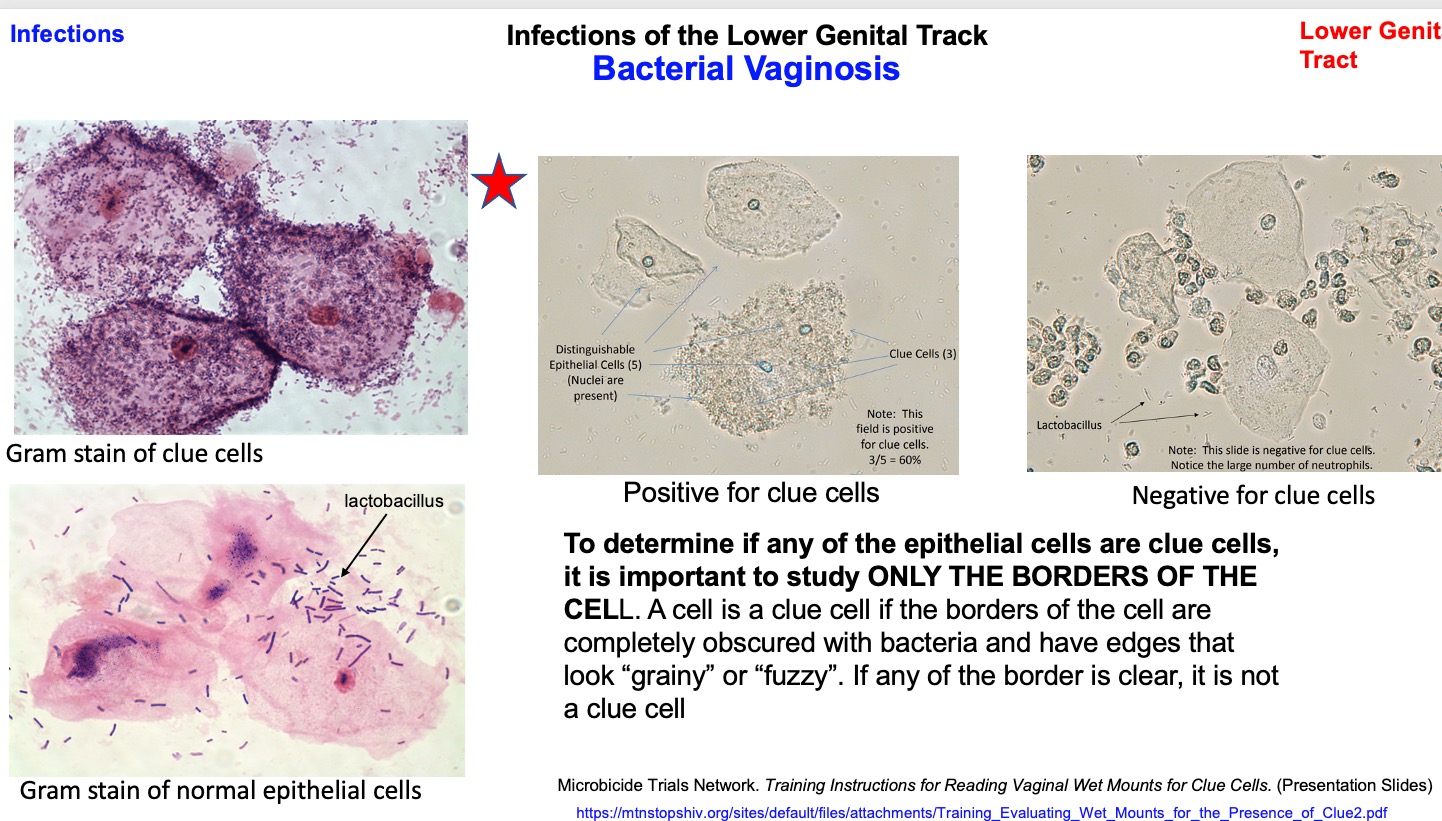 Infections
Infections of the Lower Genital Track
Bacterial Vaginosis
Lower Genit
Tract
Gram stain of clue cells
lactobacillus
Gram stain of normal epithelial cells
Distinguishable
Epithelial Cells (5)
(Nuclei are
present)
Clue Cells (3)
Note: This
field is positive
for clue cells.
3/5 = 60%
Positive for clue cells
Lactobacillus
Note: This slide is negative for clue cells.
Notice the large number of neutrophils.
Negative for clue cells
To determine if any of the epithelial cells are clue cells,
it is important to study ONLY THE BORDERS OF THE
CELL. A cell is a clue cell if the borders of the cell are
completely obscured with bacteria and have edges that
look “grainy” or “fuzzy”. If any of the border is clear, it is not
a clue cell
Microbicide Trials Network. Training Instructions for Reading Vaginal Wet Mounts for Clue Cells. (Presentation Slides)
https://mtnstopshiv.org/sites/default/files/attachments/Training_Evaluating_Wet_Mounts_for_the_Presence_of_Clue2.pdf